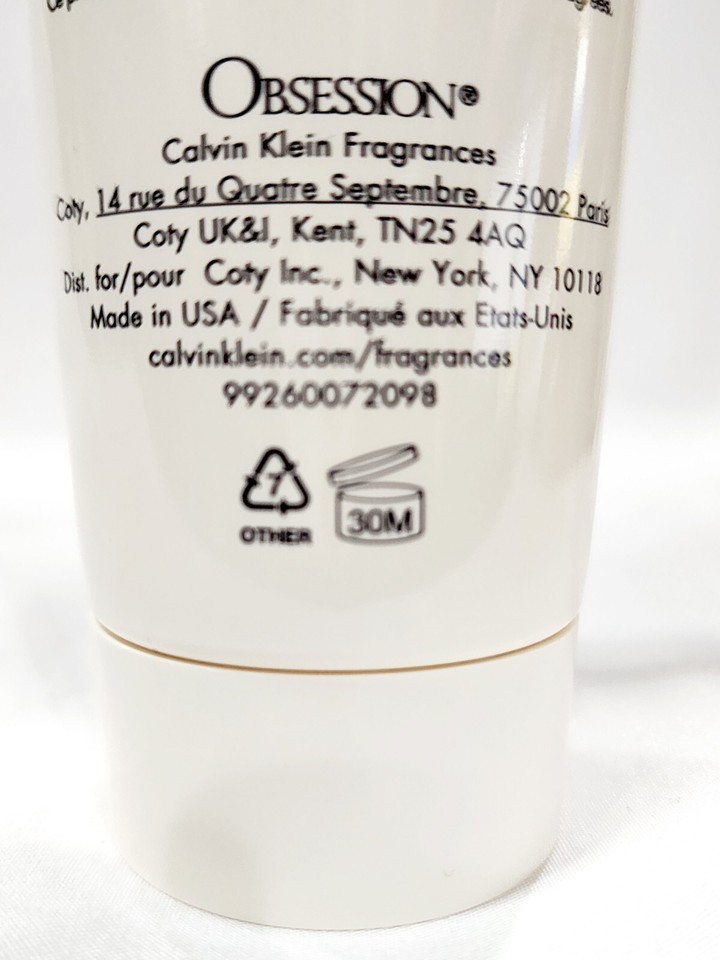 OBSESSION®
Calvin Klein Fragrances
Coty, 14 rue du Quatre Septembre, 75002 Paris
Coty UK&I, Kent, TN25 4AQ
Dist. for/pour Coty Inc., New York, NY 10118
Made in USA / Fabriqué aux Etats-Unis
calvinklein.com/fragrances
99260072098
7
OTHER
30M